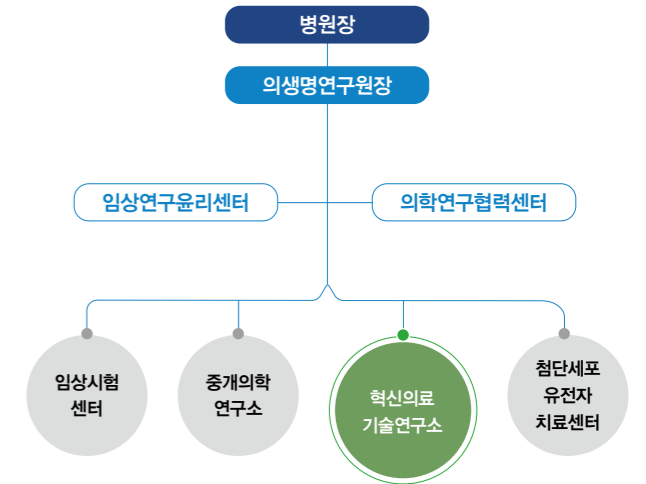 병원장
의생명연구원장
임상연구윤리센터
의학연구협력센터
임상시험
센터
중개의학
연구소
혁신의료
기술연구소
첨단세포
유전자
치료센터